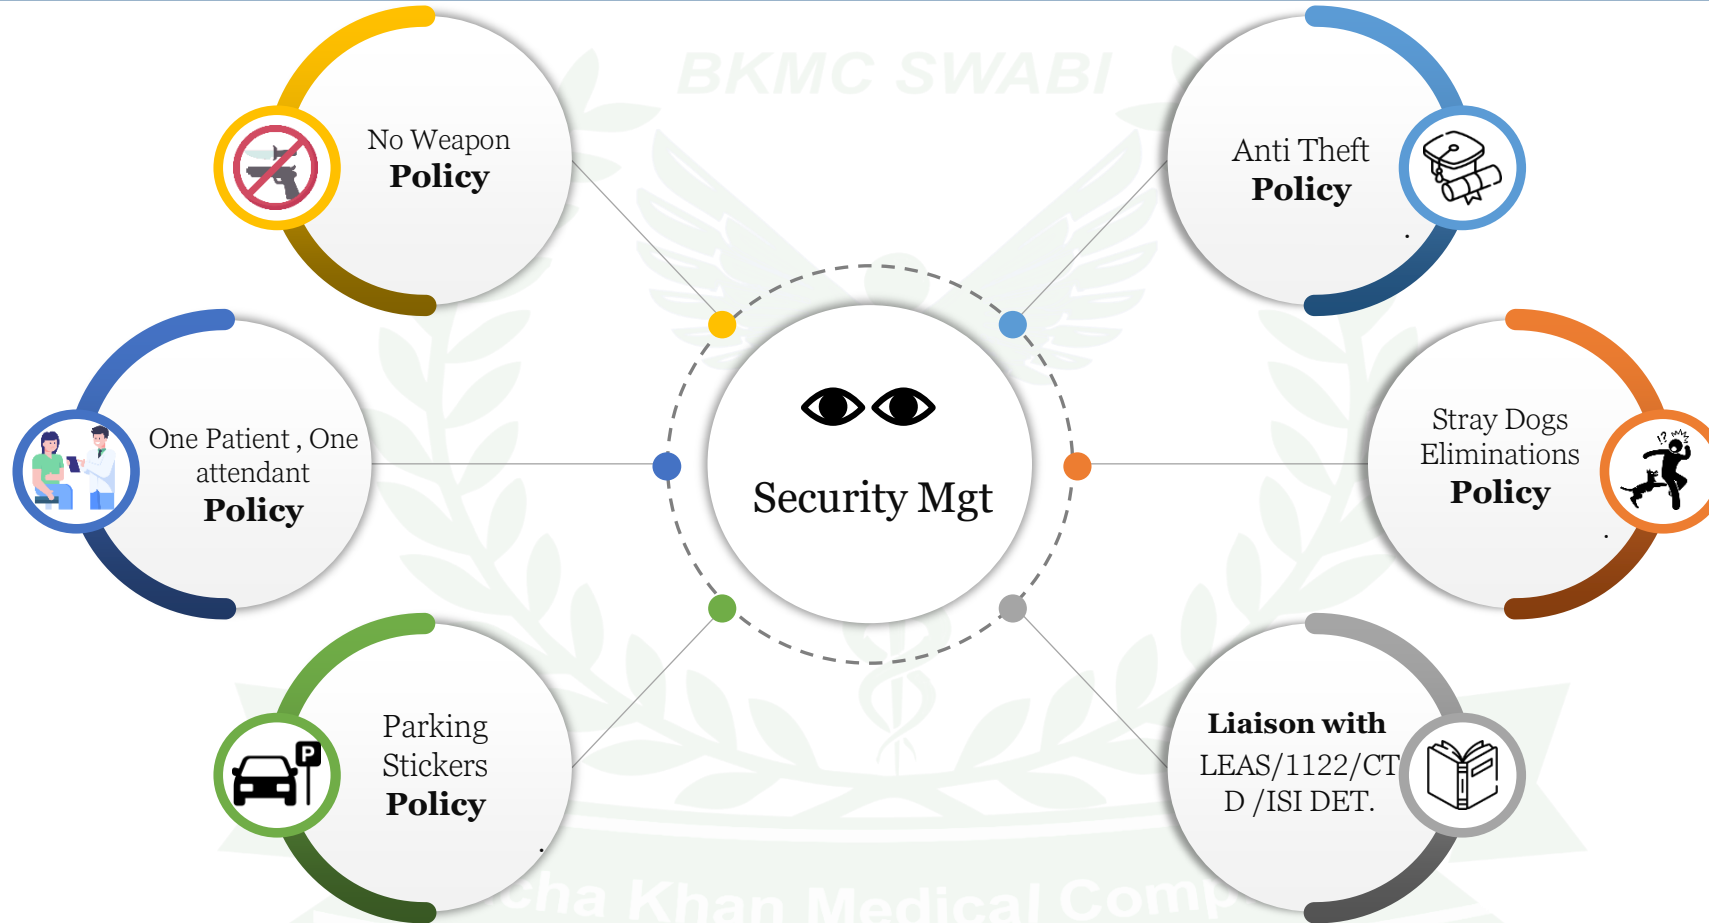 BKMC SWABI
No Weapon
Policy
Anti Theft
Policy
.
One Patient , One
attendant
Policy
Security Mgt
Stray Dogs
Eliminations
Policy
.
!?
Parking
Stickers
Policy
.
P
Liaison with
LEAS/1122/CT
D /ISI DET.
cha Khan Medical Comp